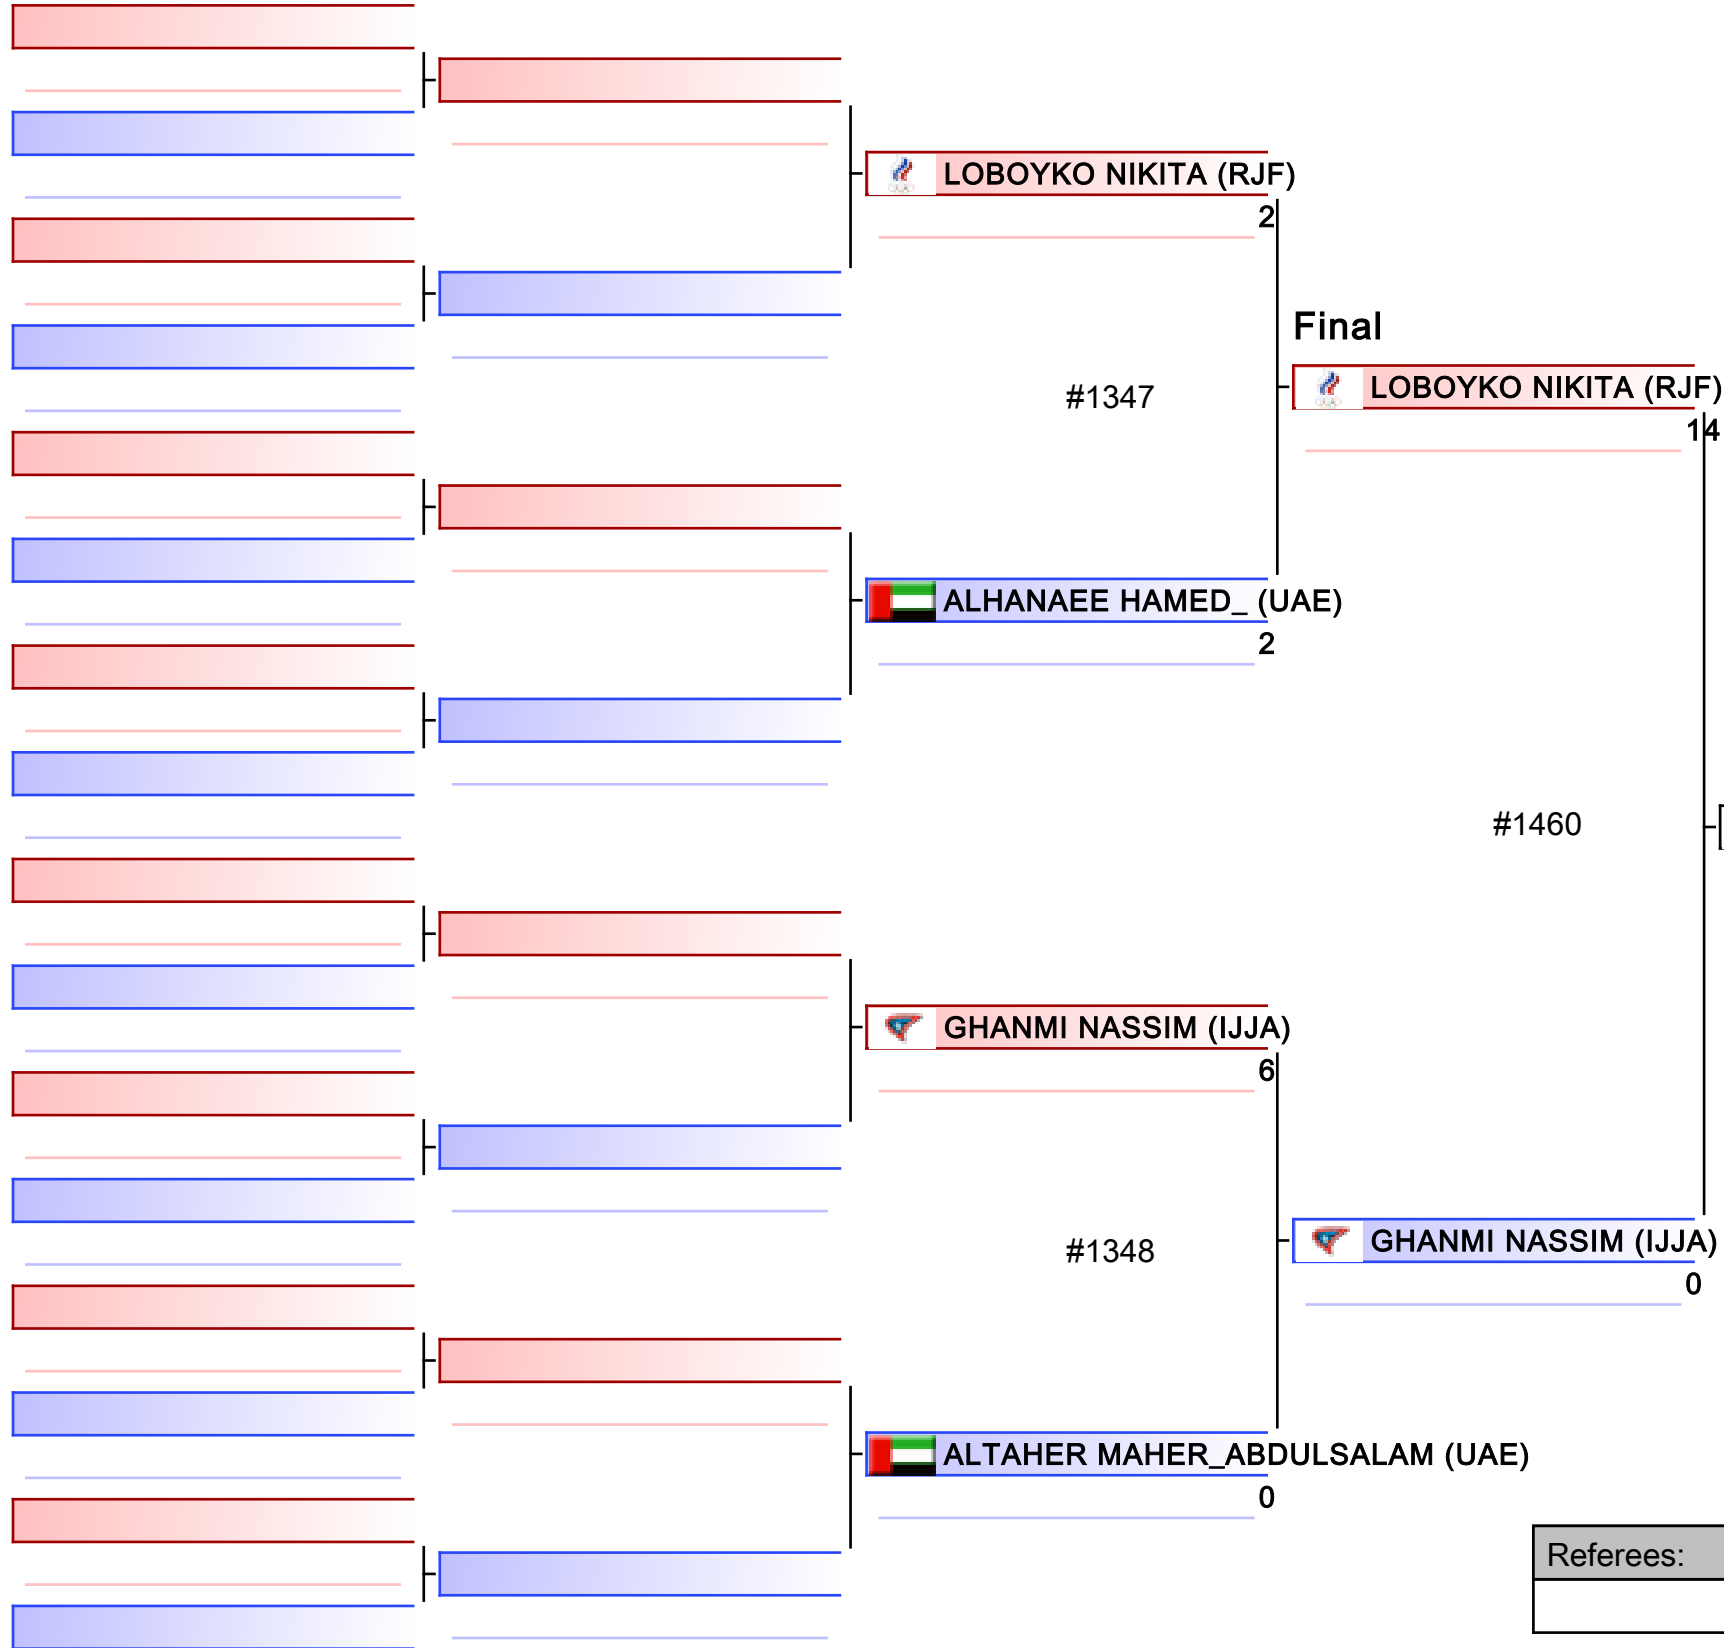 LOBOYKO NIKITA (RJF)
2
Final
#1347
LOBOYKO NIKITA (RJF)
14
ALHANAEE HAMED_ (UAE)
2
#1460
GHANMI NASSIM (IJJA)
6
#1348
GHANMI NASSIM (IJJA)
0
ALTAHER MAHER_ABDULSALAM (UAE)
0
Referees: